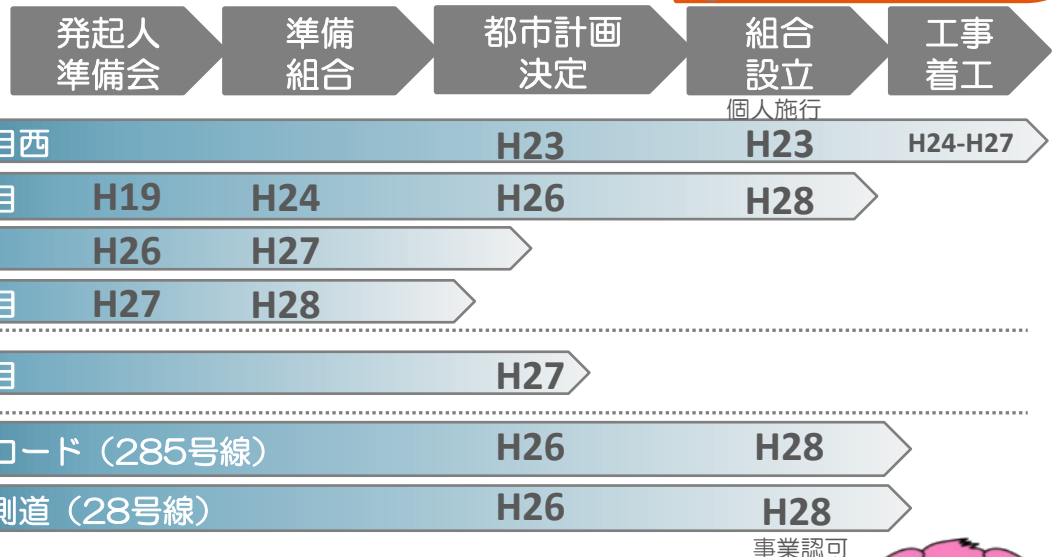 発起人
準備会
準備
組合
都市計画
決定
組合
設立
工事
着工
個人施行
目西 H23 H23 H24-H27
目 H19 H24 H26 H28
H26 H27
目 H27 H28
目 H27
コード（285号線） H26 H28
側道（28号線） H26 H28
事業認可